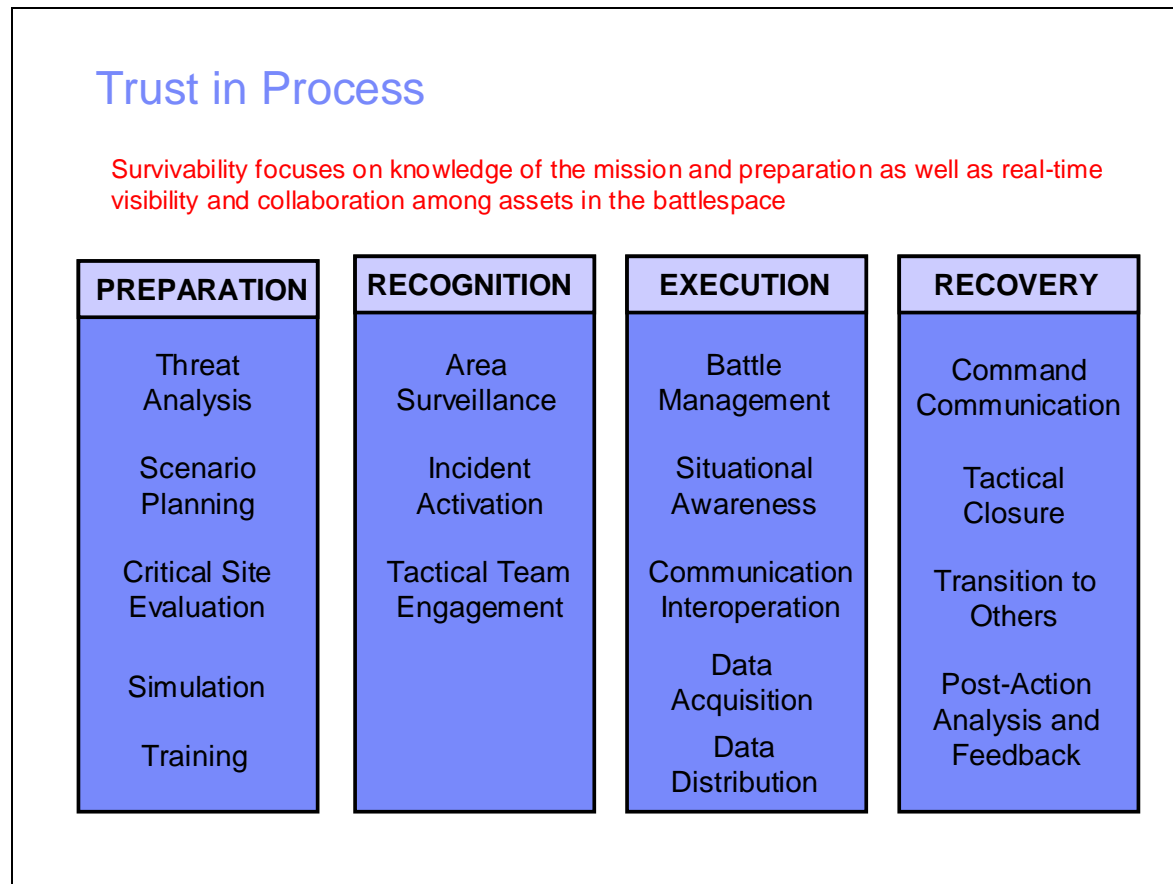 Trust in Process
Survivability focuses on knowledge of the mission and preparation as well as real-time
visibility and collaboration among assets in the battlespace
PREPARATION
Threat
Analysis
Scenario
Planning
Critical Site
Evaluation
Simulation
Training
RECOGNITION
Area
Surveillance
Incident
Activation
Tactical Team
Engagement
EXECUTION
Battle
Management
Situational
Awareness
Communication
Interoperation
Data
Acquisition
Data
Distribution
RECOVERY
Command
Communication
Tactical
Closure
Transition to
Others
Post-Action
Analysis and
Feedback